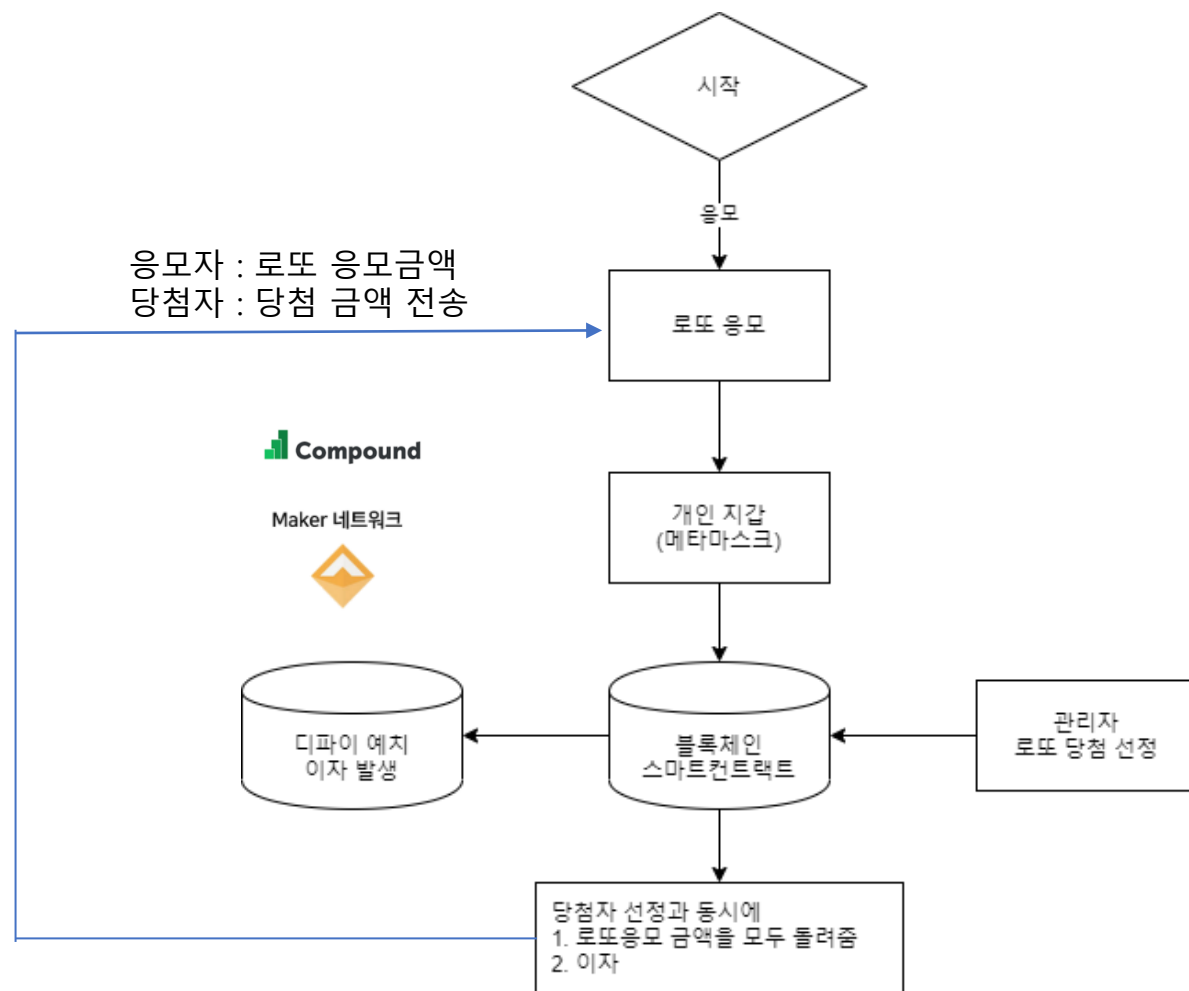 시작
응모
응모자 : 로또 응모금액
당첨자 : 당첨 금액 전송
로또 응모
Compound
Maker 네트워크
개인 지갑
(메타마스크)
디파이 예치
이자 발생
블록체인
스마트컨트랙트
관리자
로또 당첨 선정
당첨자 선정과 동시에
1. 로또응모 금액을 모두 돌려줌
2. 이자